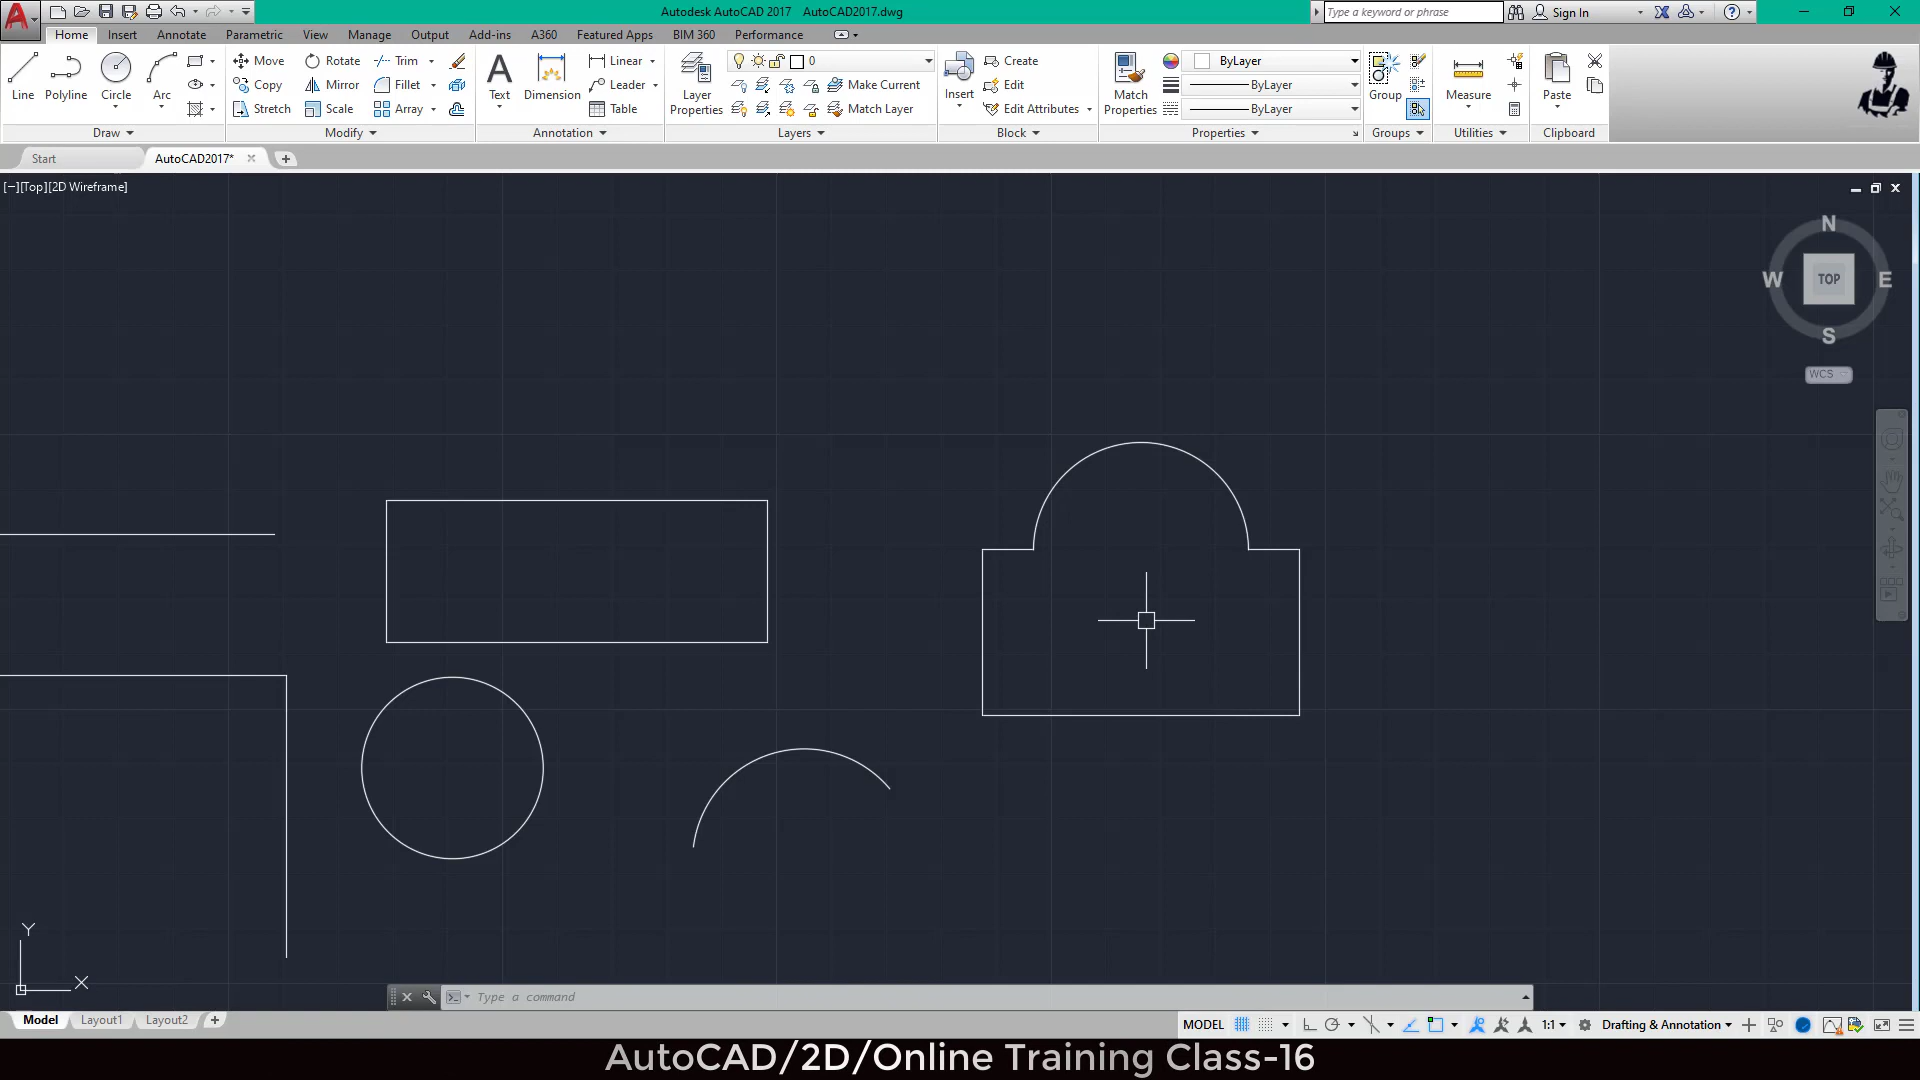 Autodesk AutoCAD 2017 AutoCAD2017.dwg
Type a keyword or phrase
Sign In
Home Insert Annotate Parametric View Manage Output Add-ins A360 Featured Apps BIM 360 Performance
Line Polyline Circle Arc
Draw
Move Rotate Trim
Copy Mirror Fillet
Stretch Scale Array
Modify
Text Dimension
Linear
Leader
Table
Annotation
Layer
Properties
0
Make Current
Match Layer
Layers
Insert
Create
Edit
Edit Attributes
Block
Match
Properties
ByLayer
ByLayer
ByLayer
Properties
Group
Groups
Measure
Utilities
Paste
Clipboard
Start AutoCAD2017*
[−][Top][2D Wireframe]
N
W TOP E
S
WCS
Y
X
Type a command
Model Layout1 Layout2
MODEL 1:1 Drafting & Annotation
AutoCAD/2D/Online Training Class-16